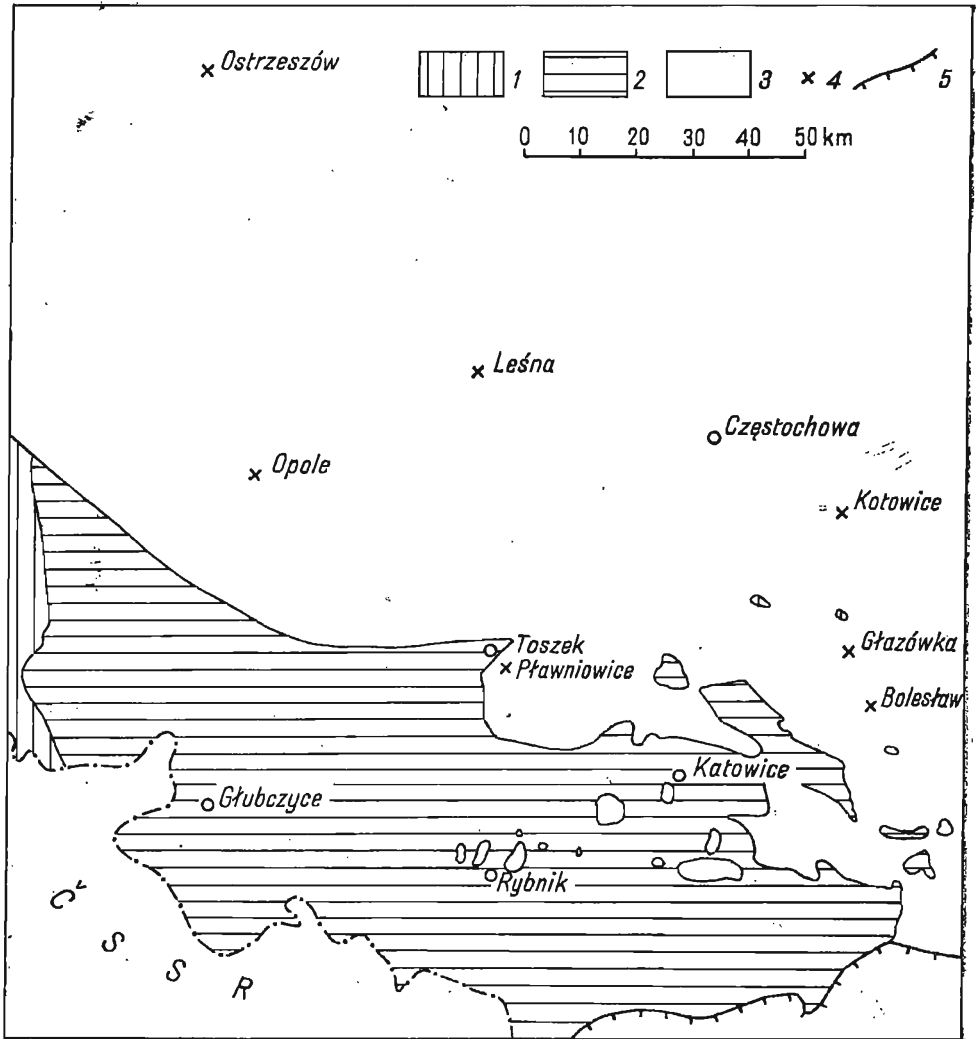 Ostrzeszów
1 2 3 4 5
0 10 20 30 40 50 km
Leśna
Częstochowa
Opole
Kotowice
Toszek
Głazówka
Pławniowice
Bolesław
Katowice
Głubczyce
Rybnik
Č S S R